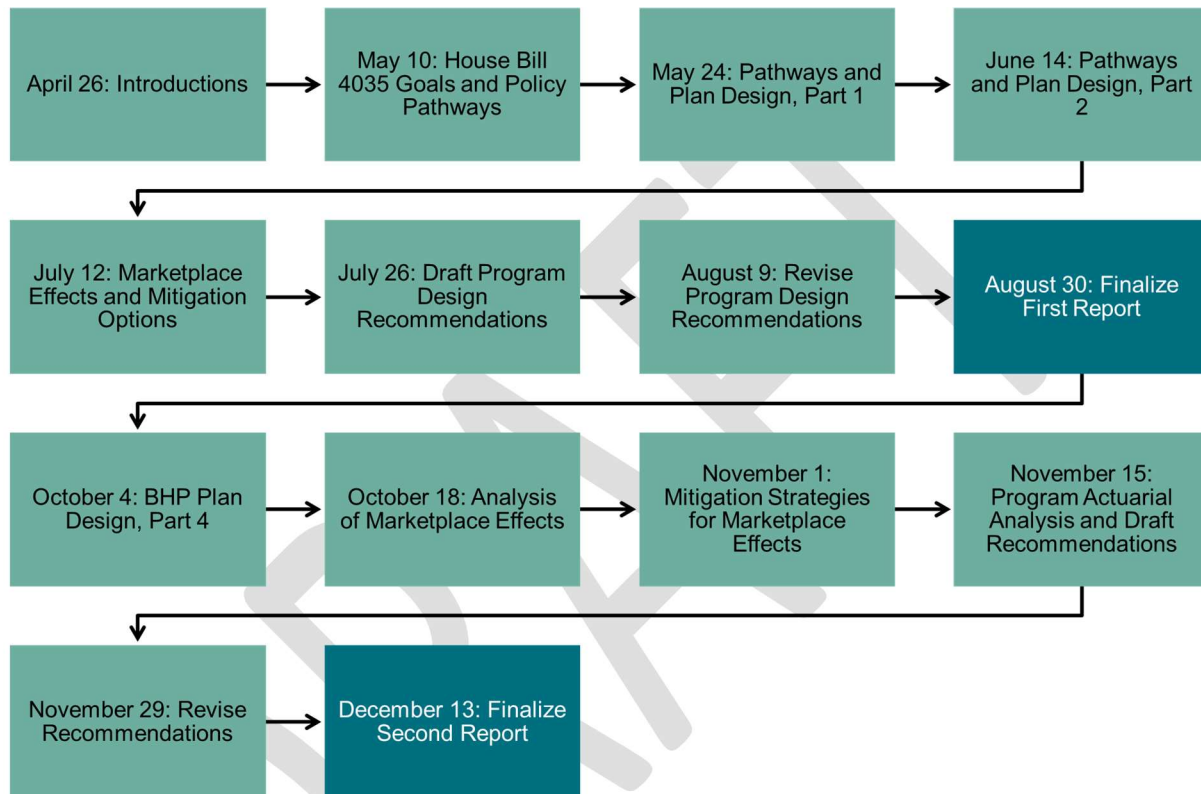 April 26: Introductions
May 10: House Bill
4035 Goals and Policy
Pathways
May 24: Pathways and
Plan Design, Part 1
June 14: Pathways
and Plan Design, Part
2
July 12: Marketplace
Effects and Mitigation
Options
July 26: Draft Program
Design
Recommendations
August 9: Revise
Program Design
Recommendations
August 30: Finalize
First Report
October 4: BHP Plan
Design, Part 4
October 18: Analysis
of Marketplace Effects
November 1:
Mitigation Strategies
for Marketplace
Effects
November 15:
Program Actuarial
Analysis and Draft
Recommendations
November 29: Revise
Recommendations
December 13: Finalize
Second Report
DRAFT